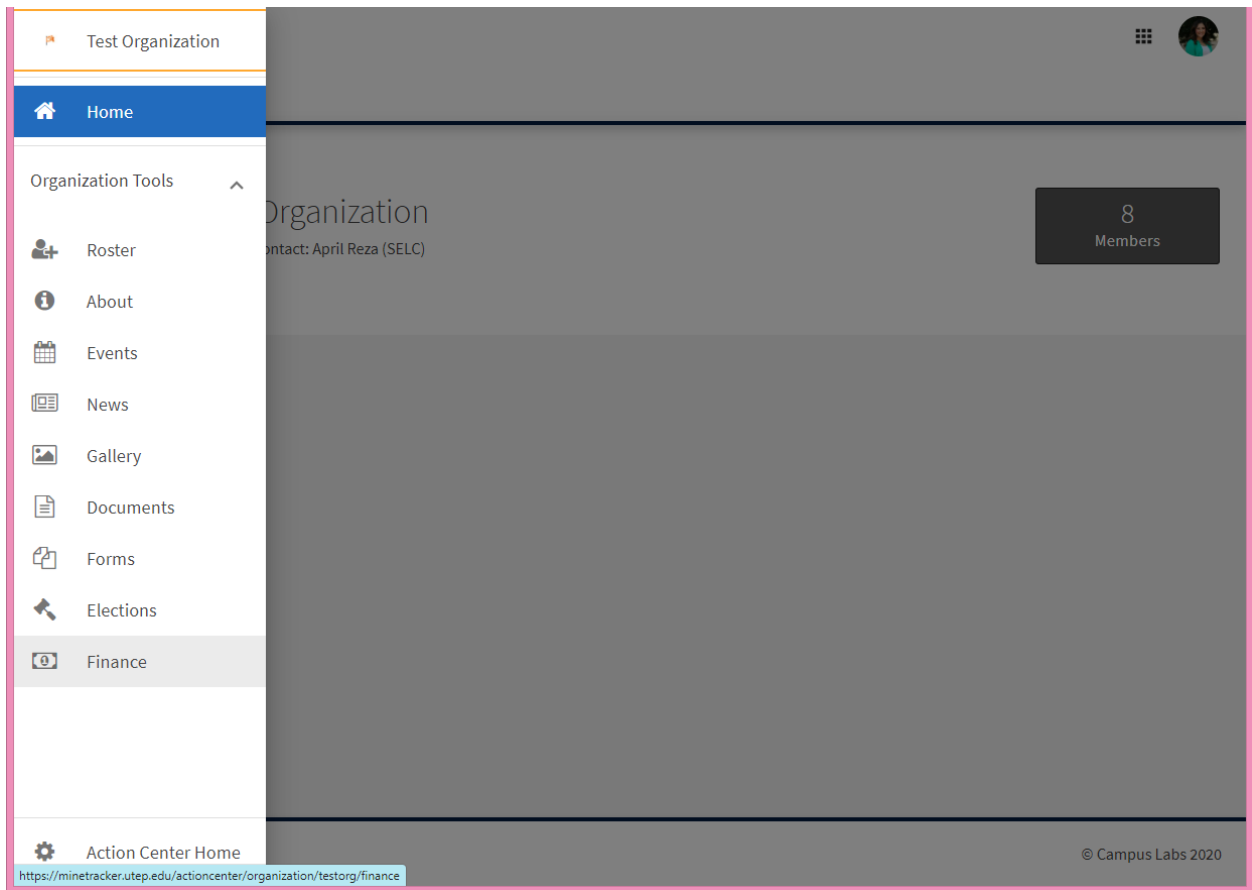 Test Organization
Home
Organization Tools
Organization
ontact: April Reza (SELC)
8
Members
Roster
About
Events
News
Gallery
Documents
Forms
Elections
Finance
Action Center Home
© Campus Labs 2020
https://minetracker.utep.edu/actioncenter/organization/testorg/finance